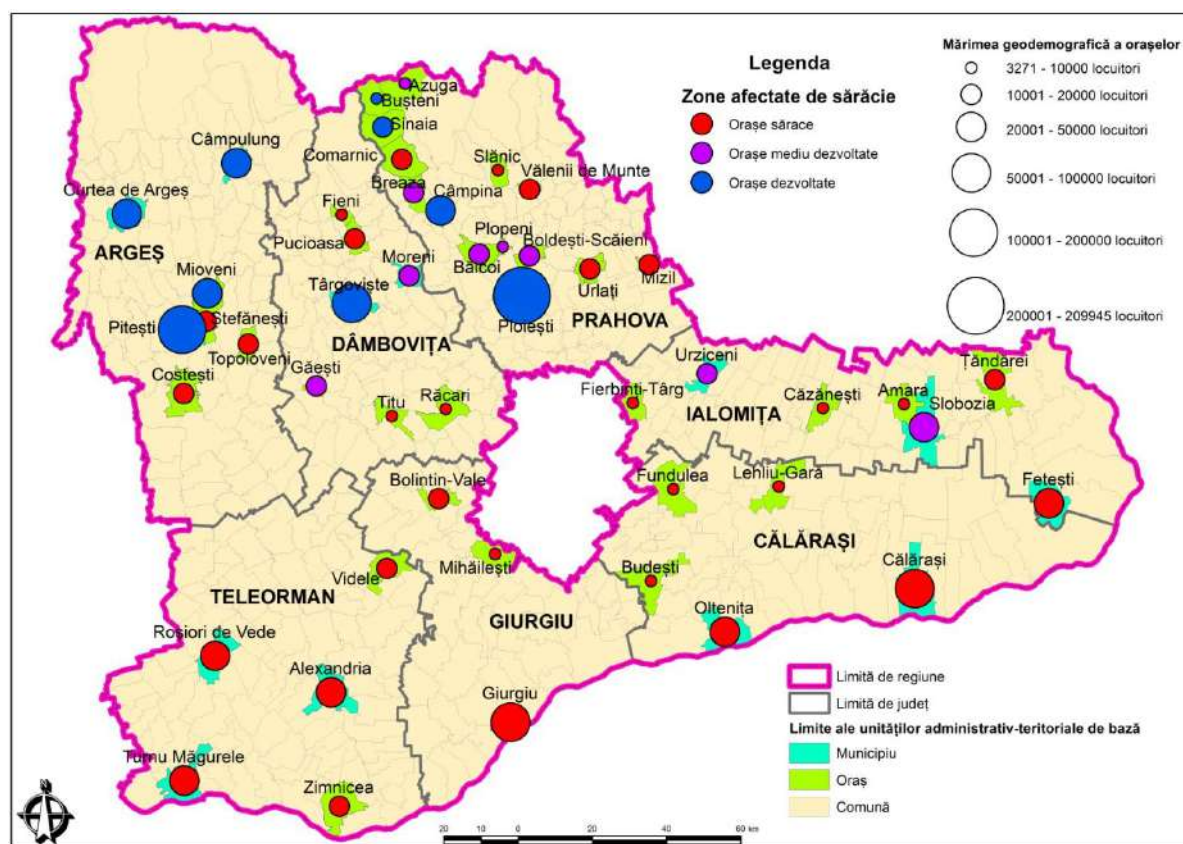 Legenda
Zone afectate de sărăcie
Orașe sărace
Orașe mediu dezvoltate
Orașe dezvoltate
Mărimea geodemografică a orașelor
3271 - 10000 locuitori
10001 - 20000 locuitori
20001 - 50000 locuitori
50001 - 100000 locuitori
100001 - 200000 locuitori
200001 - 209945 locuitori
Azuga
Bușteni
Sinaia
Câmpulung
Comarnic
Slănic
Vălenii de Munte
Curtea de Argeș
Breaza
Câmpina
Fieni
Plopeni
Pucioasa
Boldești-Scăieni
ARGEȘ
Moreni
Băicoi
Mioveni
Târgoviște
Urlați
Mizil
Pitești
Ștefănești
Ploiești
PRAHOVA
Topoloveni
DÂMBOVIȚA
Costești
Găești
Titu
Răcari
Urziceni
Țăndărei
Fierbinți-Târg
Căzănești
Amara
IALOMIȚA
Slobozia
Bolintin-Vale
Fundulea
Lehliu-Gară
Fetești
CĂLĂRAȘI
Videle
Mihăilești
Budești
Călărași
TELEORMAN
GIURGIU
Oltenița
Roșiori de Vede
Alexandria
Giurgiu
Turnu Măgurele
Zimnicea
Limită de regiune
Limită de județ
Limite ale unităților administrativ-teritoriale de bază
Municipiu
Oraș
Comună
20 10 0 20 40 60 km